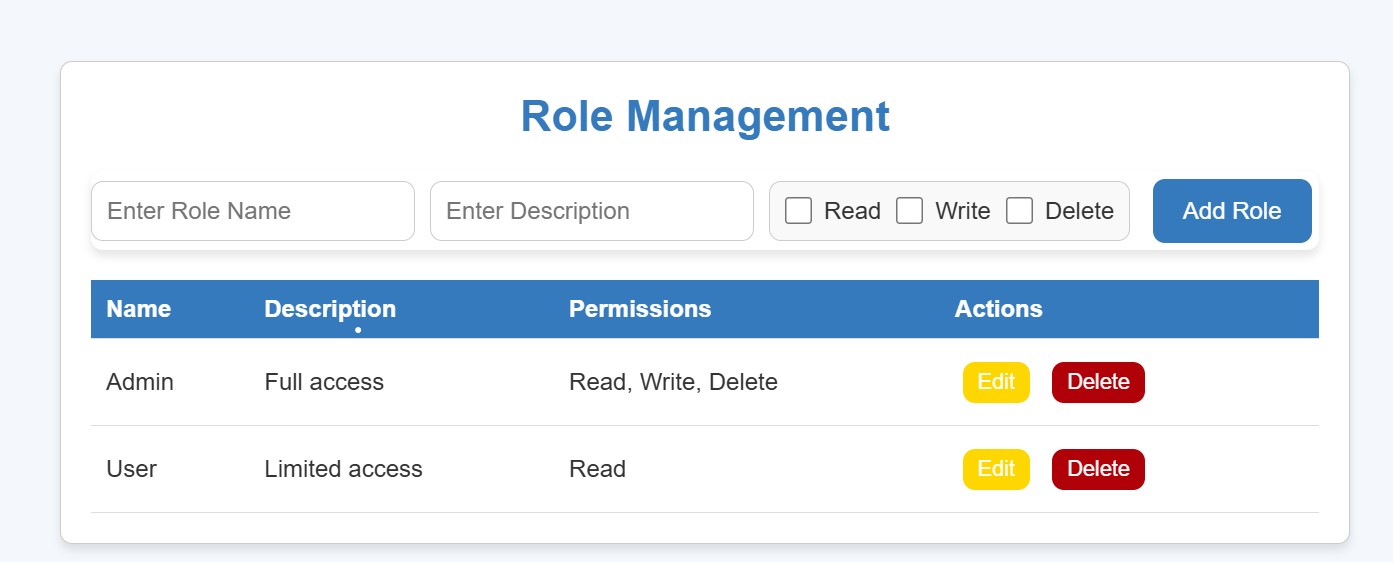 Role Management
Enter Role Name Enter Description Read Write Delete Add Role
Name Description Permissions Actions
Admin Full access Read, Write, Delete Edit Delete
User Limited access Read Edit Delete